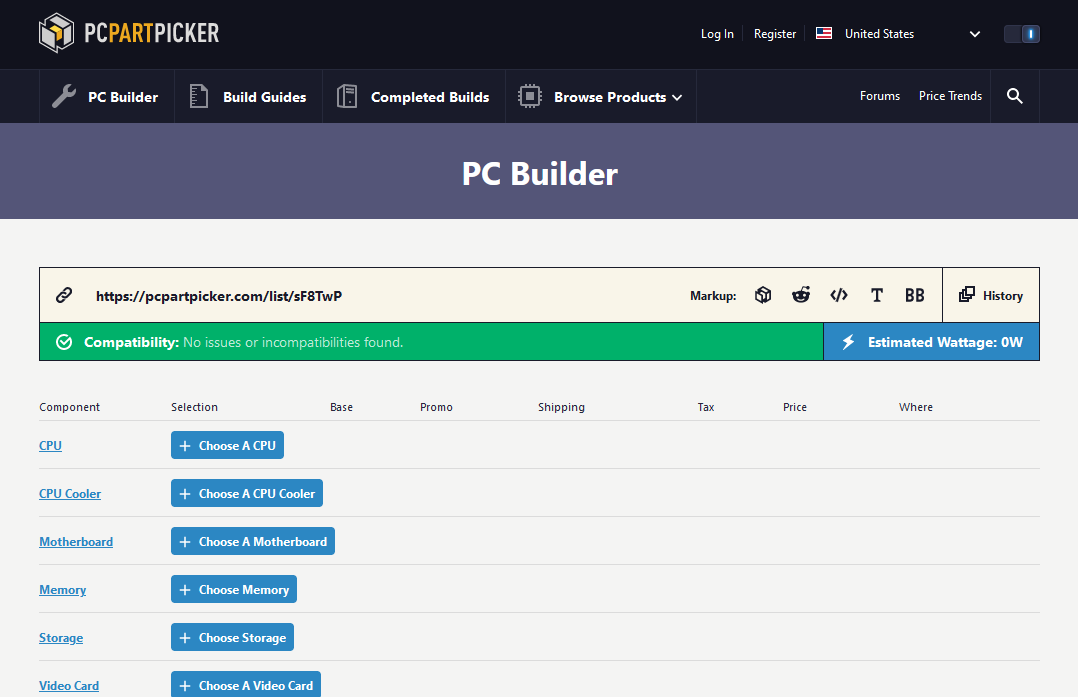 PCPARTPICKER
Log In Register United States
PC Builder Build Guides Completed Builds Browse Products Forums Price Trends
PC Builder
https://pcpartpicker.com/list/sF8TwP Markup: T BB History
Compatibility: No issues or incompatibilities found. Estimated Wattage: 0W
Component Selection Base Promo Shipping Tax Price Where
CPU + Choose A CPU
CPU Cooler + Choose A CPU Cooler
Motherboard + Choose A Motherboard
Memory + Choose Memory
Storage + Choose Storage
Video Card + Choose A Video Card